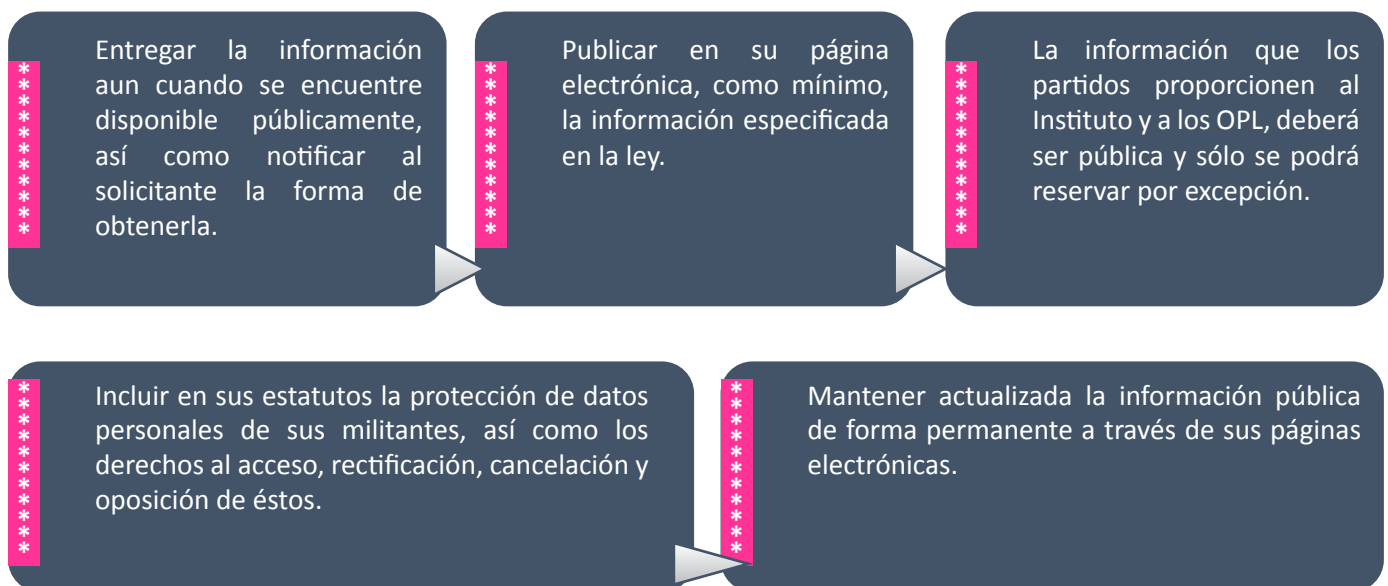 Entregar la información
aun cuando se encuentre
disponible públicamente,
así como notificar al
solicitante la forma de
obtenerla.
Publicar en su página
electrónica, como mínimo,
la información especificada
en la ley.
La información que los
partidos proporcionen al
Instituto y a los OPL, deberá
ser pública y sólo se podrá
reservar por excepción.
Incluir en sus estatutos la protección de datos
personales de sus militantes, así como los
derechos al acceso, rectificación, cancelación y
oposición de éstos.
Mantener actualizada la información pública
de forma permanente a través de sus páginas
electrónicas.